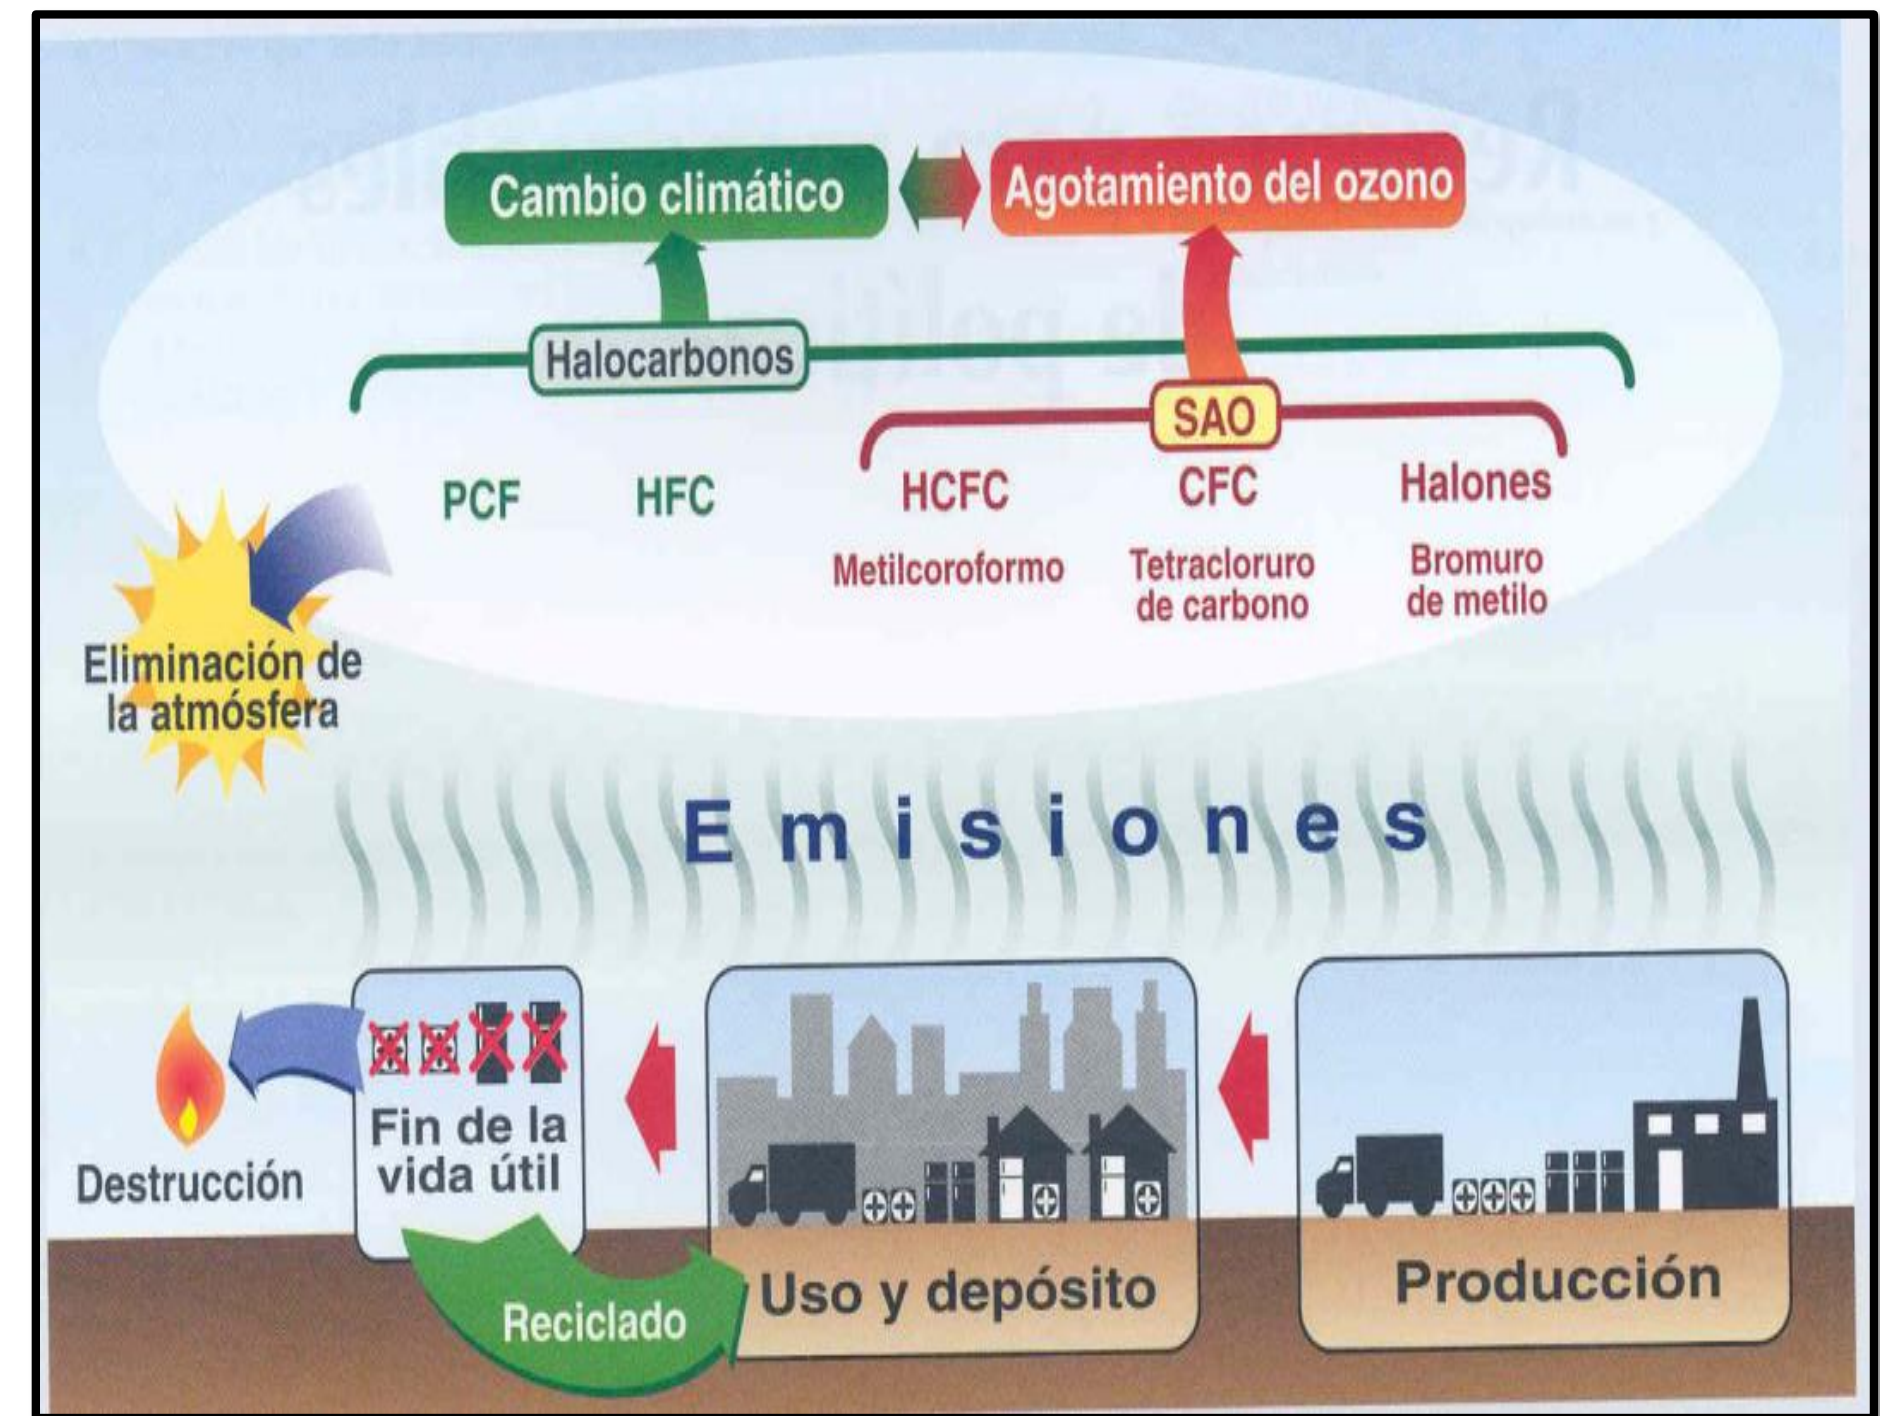 Cambio climático
Agotamiento del ozono
Halocarbonos
SAO
PCF
HFC
HCFC
CFC
Halones
Metilcoroformo
Tetracloruro
de carbono
Bromuro
de metilo
Eliminación de
la atmósfera
Emisiones
Fin de la
vida útil
Destrucción
Reciclado
Uso y depósito
Producción